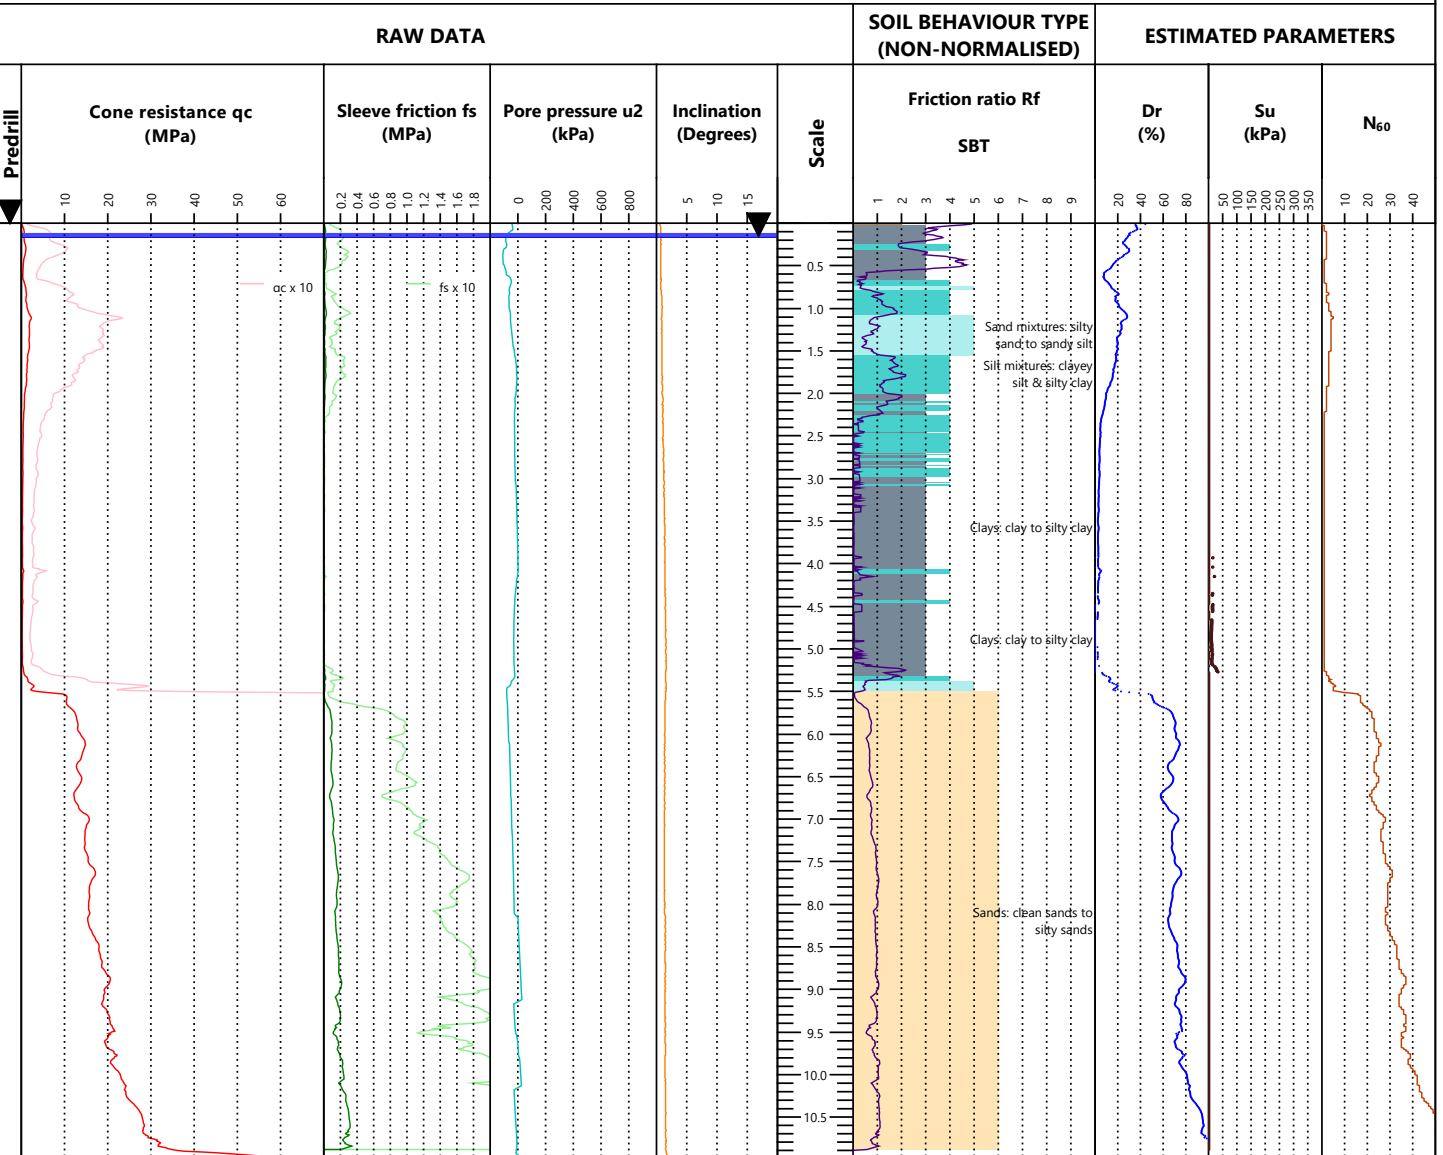 RAW DATA
SOIL BEHAVIOUR TYPE
(NON-NORMALISED)
ESTIMATED PARAMETERS
Predrill
Cone resistance qc
(MPa)
Sleeve friction fs
(MPa)
Pore pressure u2
(kPa)
Inclination
(Degrees)
Scale
Friction ratio Rf
SBT
Dr
(%)
Su
(kPa)
N60
10 20 30 40 50 60
0.2 0.4 0.6 0.8 1.0 1.2 1.4 1.6 1.8
0 200 400 600 800
5 10 15
1 2 3 4 5 6 7 8 9
20 40 60 80
50 100 150 200 250 300 350
10 20 30 40
qc x 10
fs x 10
0.5
1.0
Sand mixtures: silty
sand to sandy silt
1.5
Silt mixtures: clayey
silt & silty clay
2.0
2.5
3.0
3.5
Clays: clay to silty clay
4.0
4.5
Clays: clay to silty clay
5.0
5.5
6.0
6.5
7.0
7.5
8.0
Sands: clean sands to
silty sands
8.5
9.0
9.5
10.0
10.5